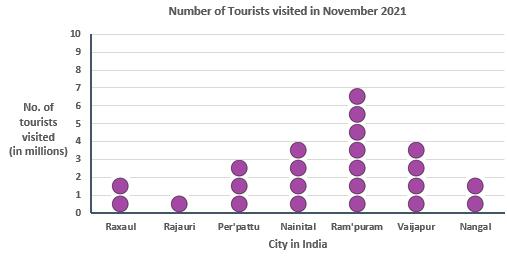 Number of Tourists visited in November 2021
10
9
8
7
6
5
4
3
2
1
0
No. of
tourists
visited
(in millions)
Raxaul Rajauri Per'pattu Nainital Ram'puram Vaijapur Nangal
City in India